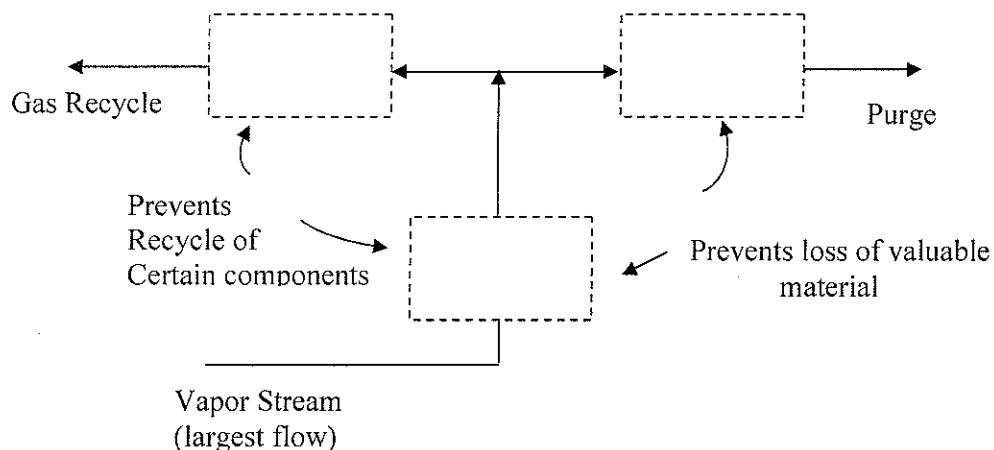 Gas Recycle
Purge
Prevents
Recycle of
Certain components
Prevents loss of valuable
material
Vapor Stream
(largest flow)